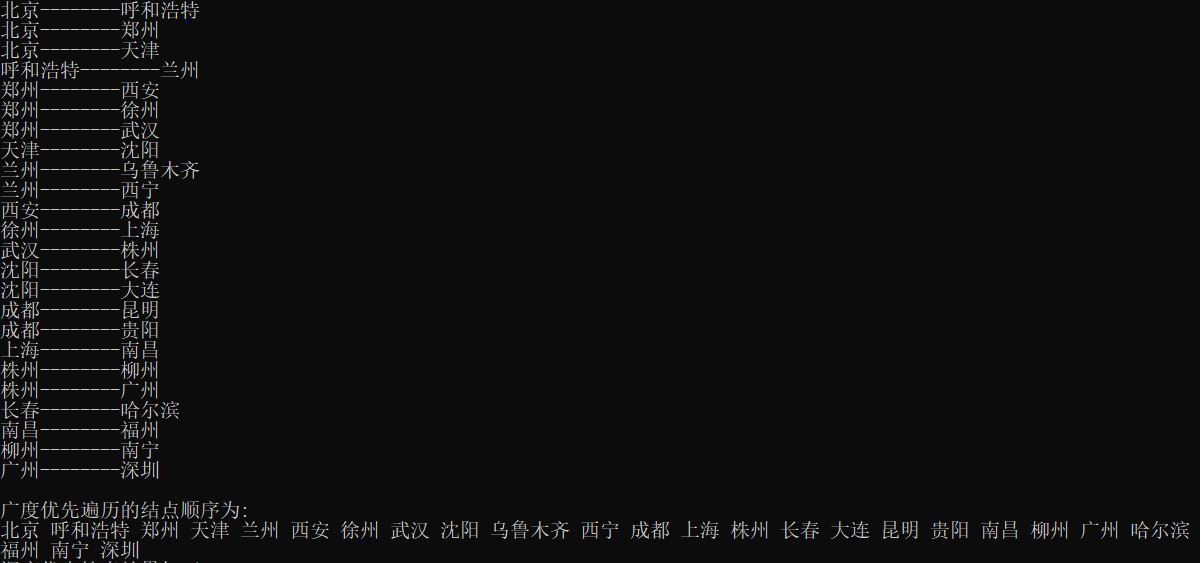 北京--------呼和浩特
北京--------郑州
北京--------天津
呼和浩特--------兰州
郑州--------西安
郑州--------徐州
郑州--------武汉
天津--------沈阳
兰州--------乌鲁木齐
兰州--------西宁
西安--------成都
徐州--------上海
武汉--------株州
沈阳--------长春
沈阳--------大连
成都--------昆明
成都--------贵阳
上海--------南昌
株州--------柳州
株州--------广州
长春--------哈尔滨
南昌--------福州
柳州--------南宁
广州--------深圳
广度优先遍历的结点顺序为:
北京 呼和浩特 郑州 天津 兰州 西安 徐州 武汉 沈阳 乌鲁木齐 西宁 成都 上海 株州 长春 大连 昆明 贵阳 南昌 柳州 广州 哈尔滨
福州 南宁 深圳